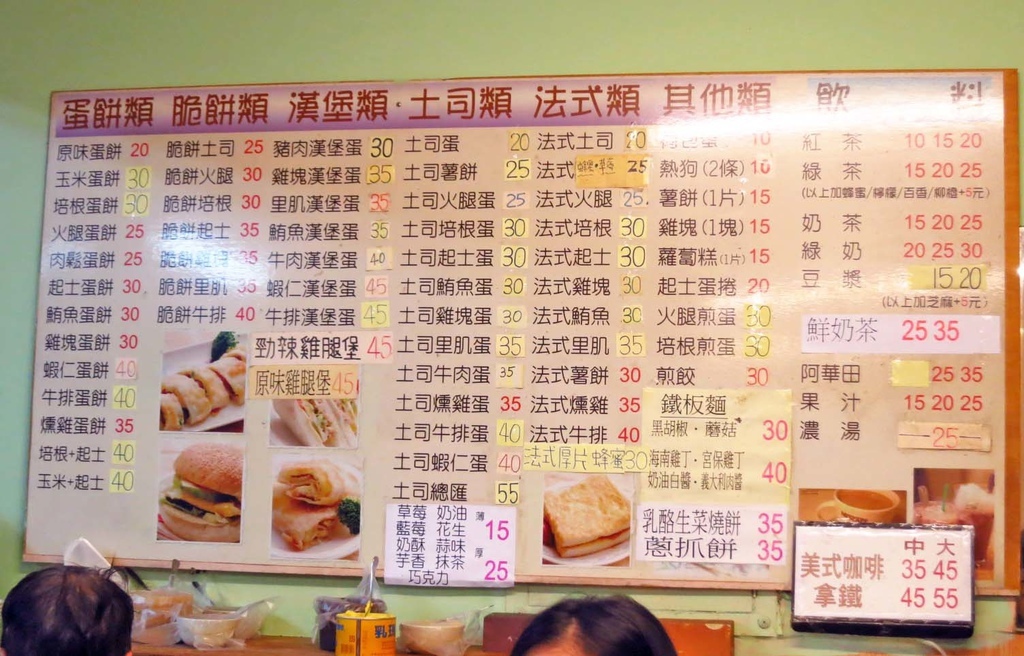 蛋餅類
原味蛋餅 20
玉米蛋餅 30
培根蛋餅 30
火腿蛋餅 25
肉鬆蛋餅 25
起士蛋餅 30
鮪魚蛋餅 30
雞塊蛋餅 30
蝦仁蛋餅 40
牛排蛋餅 40
燻雞蛋餅 35
培根+起士 40
玉米+起士 40
脆餅類
脆餅土司 25
脆餅火腿 30
脆餅培根 30
脆餅起士 35
脆餅 35
脆餅里肌 35
脆餅牛排 40
漢堡類
豬肉漢堡蛋 30
雞塊漢堡蛋 35
里肌漢堡蛋 35
鮪魚漢堡蛋 35
牛肉漢堡蛋 40
蝦仁漢堡蛋 45
牛排漢堡蛋 45
勁辣雞腿堡 45
原味雞腿堡 45
土司類
土司蛋 20
土司薯餅 25
土司火腿蛋 25
土司培根蛋 30
土司起士蛋 30
土司鮪魚蛋 30
土司雞塊蛋 30
土司里肌蛋 35
土司牛肉蛋 35
土司燻雞蛋 35
土司牛排蛋 40
土司蝦仁蛋 40
土司總匯 55
草莓 奶油
藍莓 花生
奶酥 蒜味
芋香 抹茶
巧克力
薄 15
厚 25
法式類
法式土司 20
法式 25
法式火腿 25
法式培根 30
法式起士 30
法式雞塊 30
法式鮪魚 30
法式里肌 35
法式薯餅 30
法式燻雞 35
法式牛排 40
法式厚片 蜂蜜 30
其他類
荷包蛋 10
熱狗(2條) 10
薯餅(1片) 15
雞塊(1塊) 15
蘿蔔糕(1片) 15
起士蛋捲 20
火腿煎蛋 30
培根煎蛋 30
煎餃 30
鐵板麵
黑胡椒・蘑菇 30
海南雞丁・宮保雞丁
奶油白醬・義大利肉醬 40
乳酪生菜燒餅 35
蔥抓餅 35
飲料
紅茶 10 15 20
綠茶 15 20 25
(以上加蜂蜜/檸檬/百香/柳橙+5元)
奶茶 15 20 25
綠奶 20 25 30
豆漿 15 20
(以上加芝麻+5元)
鮮奶茶 25 35
阿華田 25 35
果汁 15 20 25
濃湯 25
中 大
美式咖啡 35 45
拿鐵 45 55